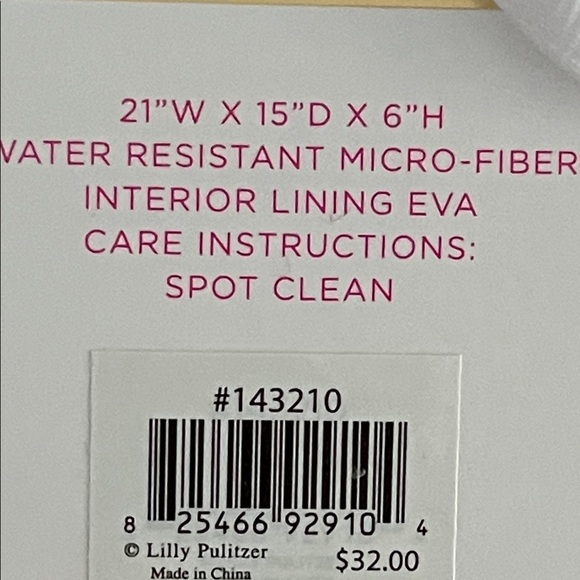 21"W X 15"D X 6"H
WATER RESISTANT MICRO-FIBER
INTERIOR LINING EVA
CARE INSTRUCTIONS:
SPOT CLEAN
#143210
8 25466 92910 4
© Lilly Pulitzer
$32.00
Made in China